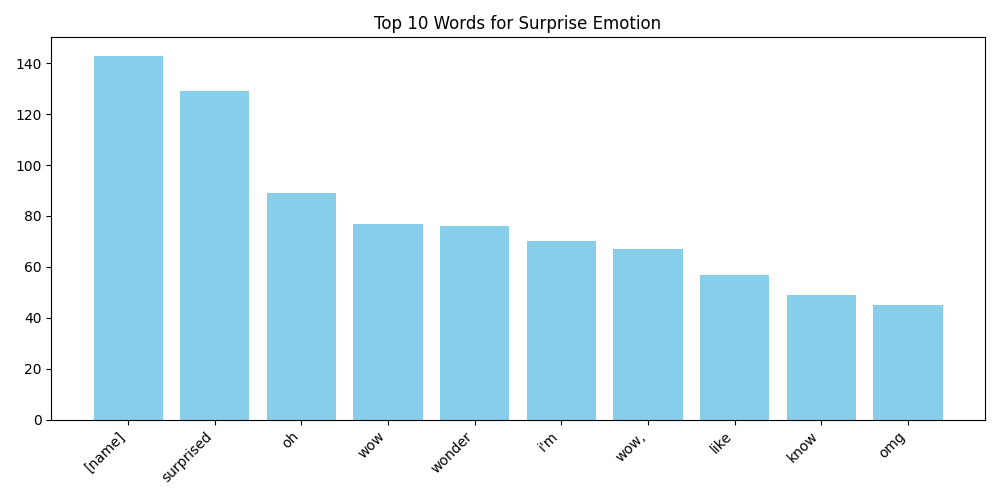 Top 10 Words for Surprise Emotion
140
120
100
80
60
40
20
0
[name]
surprised
oh
wow
wonder
i'm
wow,
like
know
omg